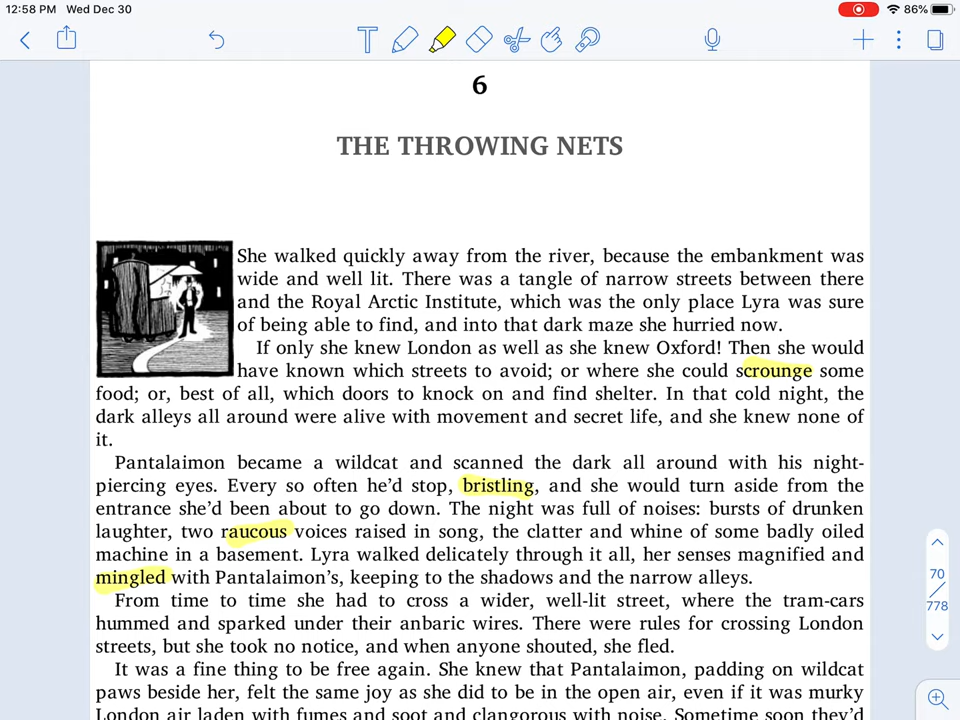 12:58 PM Wed Dec 30
86%
T
6
THE THROWING NETS
She walked quickly away from the river, because the embankment was
wide and well lit. There was a tangle of narrow streets between there
and the Royal Arctic Institute, which was the only place Lyra was sure
of being able to find, and into that dark maze she hurried now.
If only she knew London as well as she knew Oxford! Then she would
have known which streets to avoid; or where she could scrounge some
food; or, best of all, which doors to knock on and find shelter. In that cold night, the
dark alleys all around were alive with movement and secret life, and she knew none of
it.
Pantalaimon became a wildcat and scanned the dark all around with his night-
piercing eyes. Every so often he’d stop, bristling, and she would turn aside from the
entrance she’d been about to go down. The night was full of noises: bursts of drunken
laughter, two raucous voices raised in song, the clatter and whine of some badly oiled
machine in a basement. Lyra walked delicately through it all, her senses magnified and
mingled with Pantalaimon’s, keeping to the shadows and the narrow alleys.
From time to time she had to cross a wider, well-lit street, where the tram-cars
hummed and sparked under their anbaric wires. There were rules for crossing London
streets, but she took no notice, and when anyone shouted, she fled.
It was a fine thing to be free again. She knew that Pantalaimon, padding on wildcat
paws beside her, felt the same joy as she did to be in the open air, even if it was murky
London air laden with fumes and soot and clangorous with noise. Sometime soon they’d
70
/
778